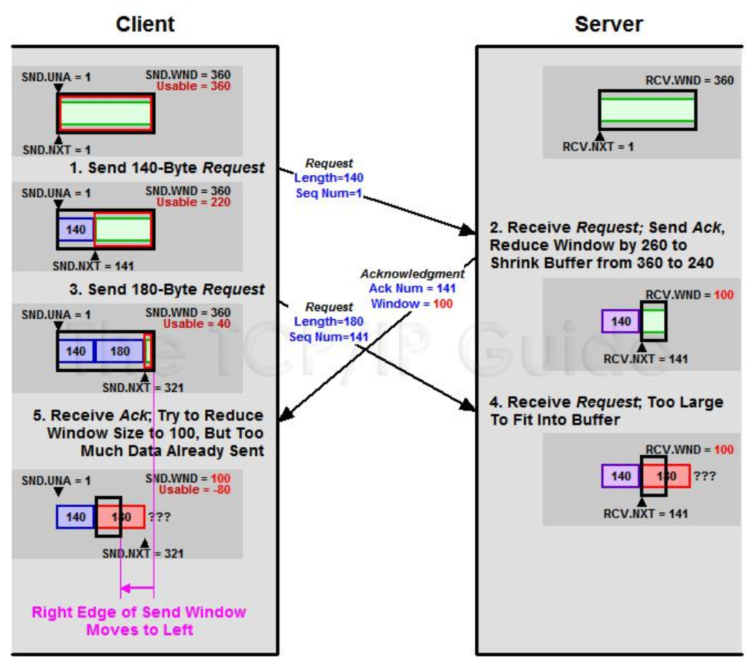 Client
Server
SND.UNA = 1
SND.WND = 360
Usable = 360
SND.NXT = 1
RCV.WND = 360
RCV.NXT = 1
1. Send 140-Byte Request
Request
Length=140
Seq Num=1
SND.UNA = 1
SND.WND = 360
Usable = 220
140
SND.NXT = 141
2. Receive Request; Send Ack,
Reduce Window by 260 to
Shrink Buffer from 360 to 240
Acknowledgment
Ack Num = 141
Window = 100
3. Send 180-Byte Request
Request
Length=180
Seq Num=141
RCV.WND = 100
140
RCV.NXT = 141
SND.UNA = 1
SND.WND = 360
Usable = 40
140
180
SND.NXT = 321
The TCP/IP Guide
4. Receive Request; Too Large
To Fit Into Buffer
5. Receive Ack; Try to Reduce
Window Size to 100, But Too
Much Data Already Sent
RCV.WND = 100
140
180
???
RCV.NXT = 141
SND.UNA = 1
SND.WND = 100
Usable = -80
140
180
???
SND.NXT = 321
Right Edge of Send Window
Moves to Left